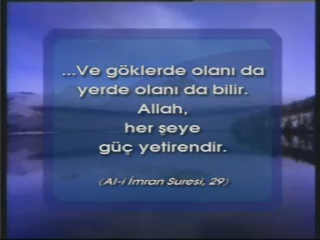 ...Ve göklerde olanı da
yerde olanı da bilir.
Allah,
her şeye
güç yetirendir.
(Al-i İmran Suresi, 29)